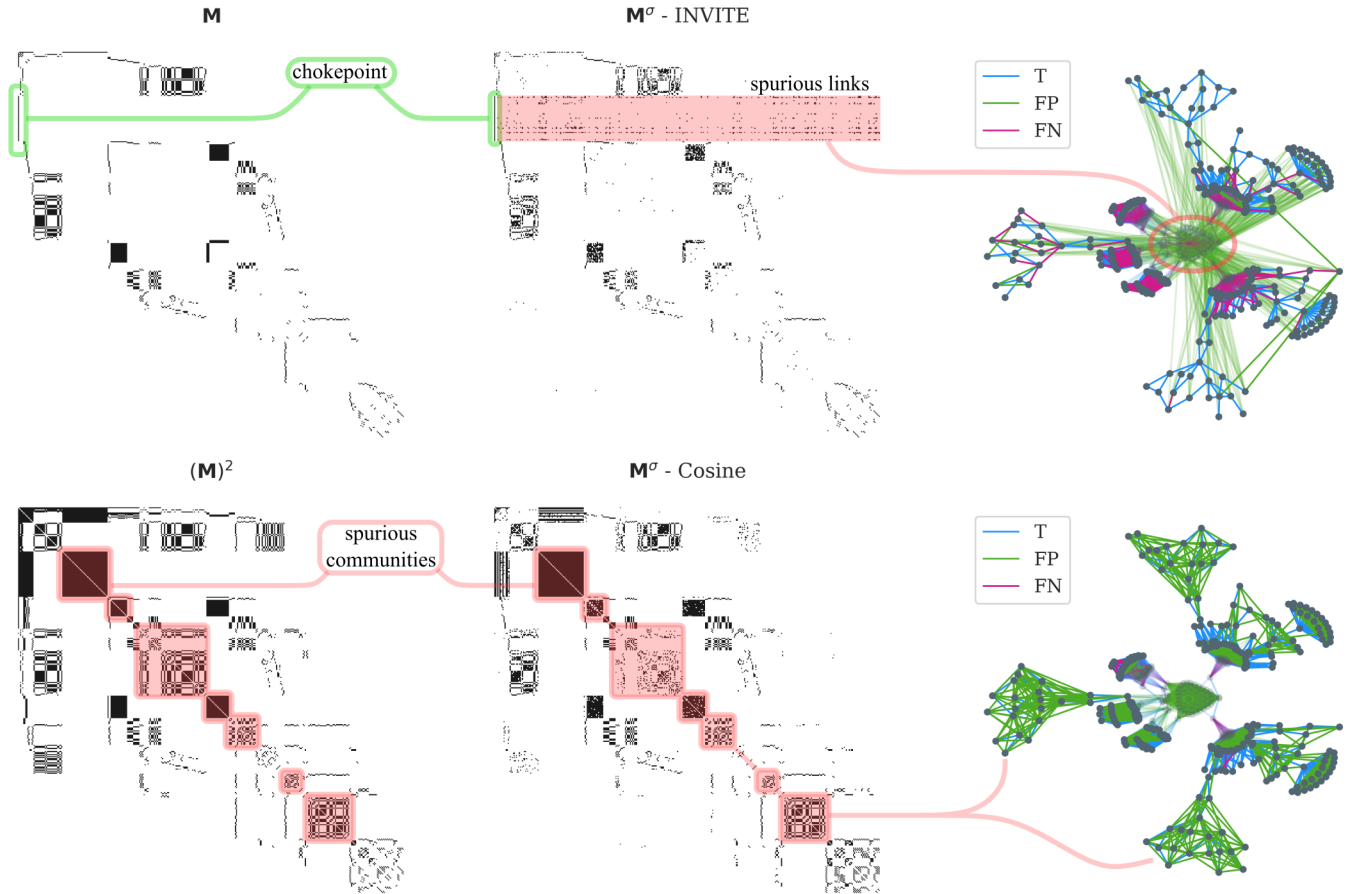 M
M^σ - INVITE
chokepoint
spurious links
T
FP
FN
(M)²
M^σ - Cosine
spurious
communities
T
FP
FN